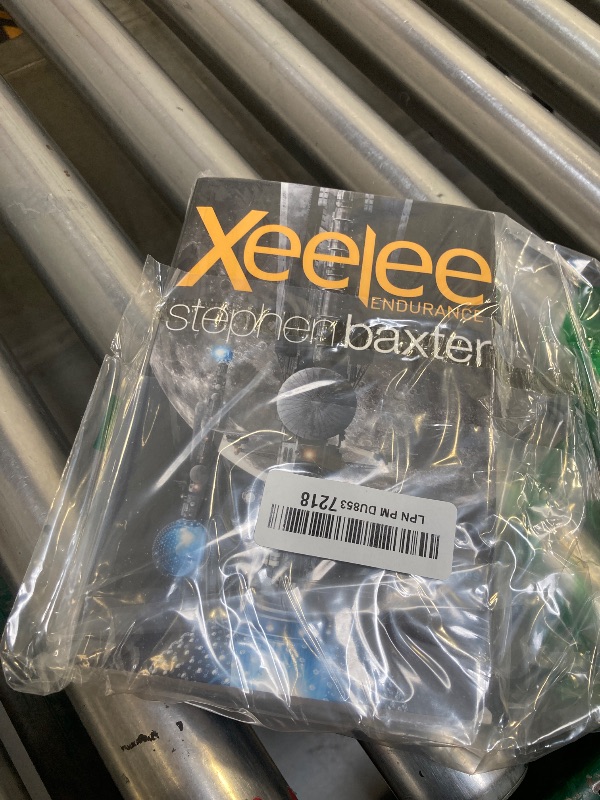 Xeelee
ENDURANCE
stephen baxter
LPN PM DU853 7218